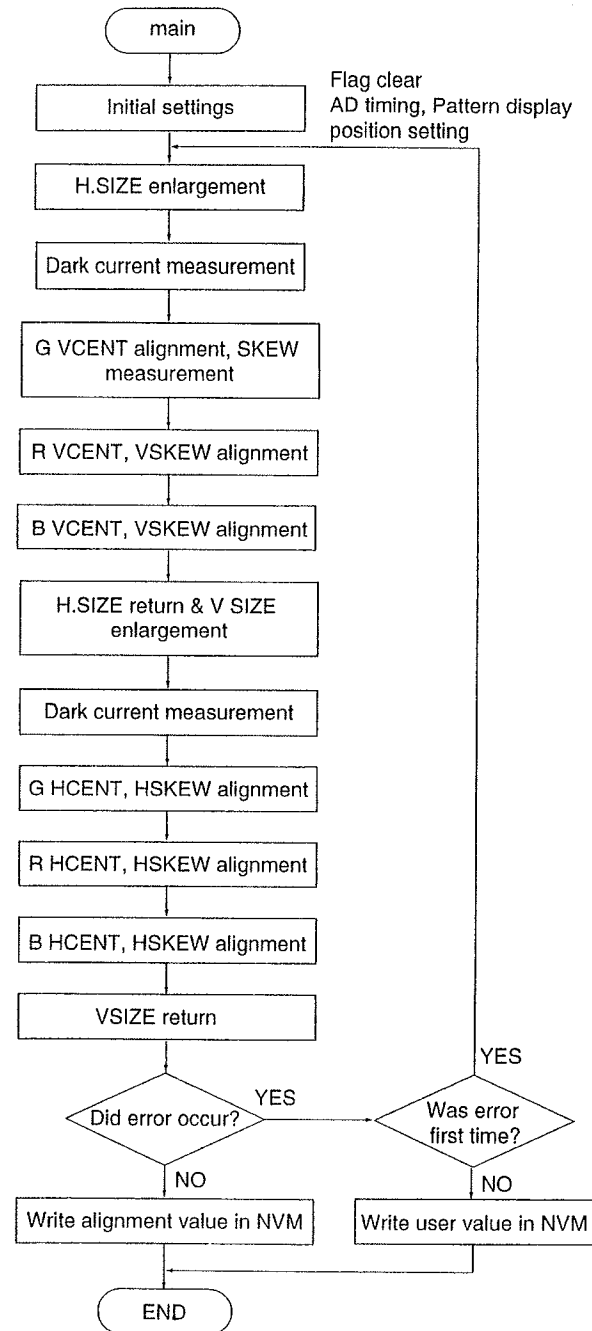 main
Initial settings
Flag clear
AD timing, Pattern display
position setting
H.SIZE enlargement
Dark current measurement
G VCENT alignment, SKEW
measurement
R VCENT, VSKEW alignment
B VCENT, VSKEW alignment
H.SIZE return & V SIZE
enlargement
Dark current measurement
G HCENT, HSKEW alignment
R HCENT, HSKEW alignment
B HCENT, HSKEW alignment
VSIZE return
Did error occur?
YES
NO
Was error
first time?
YES
NO
Write alignment value in NVM
Write user value in NVM
END